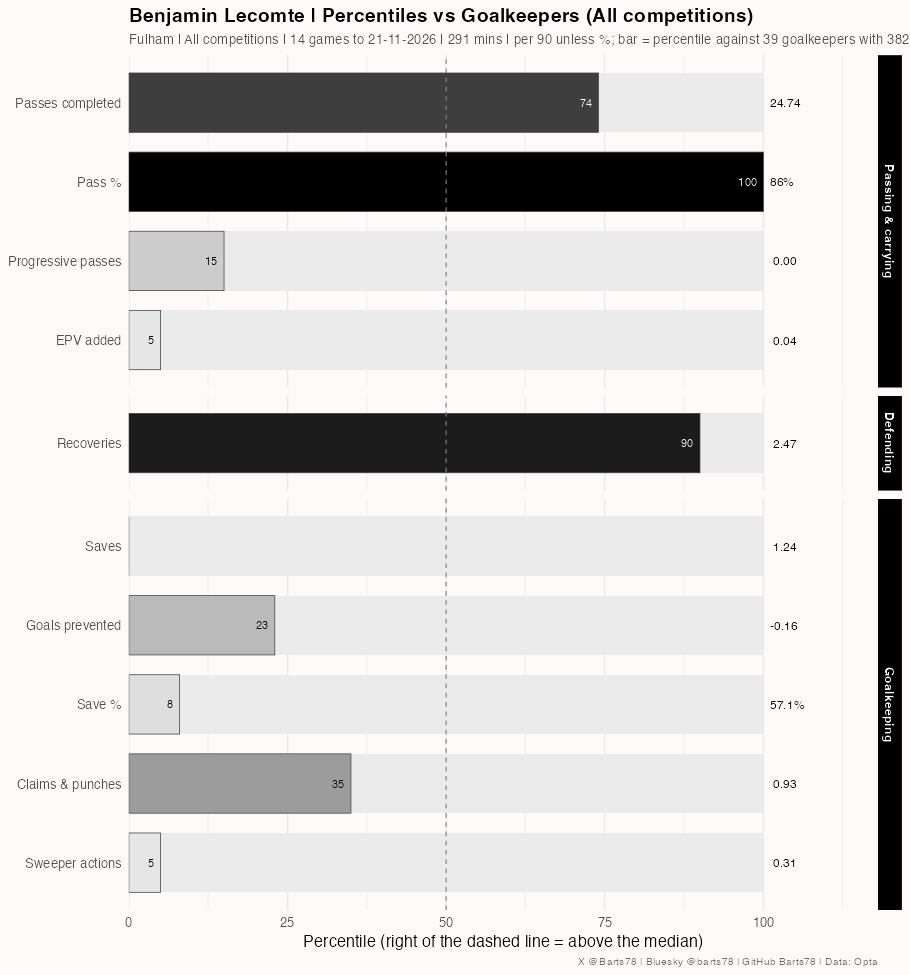 Benjamin Lecomte | Percentiles vs Goalkeepers (All competitions)
Fulham | All competitions | 14 games to 21-11-2026 | 291 mins | per 90 unless %; bar = percentile against 39 goalkeepers with 382
Passes completed 74 24.74
Pass % 100 86%
Progressive passes 15 0.00
EPV added 5 0.04
Passing & carrying
Recoveries 90 2.47
Defending
Saves 1.24
Goals prevented 23 -0.16
Save % 8 57.1%
Claims & punches 35 0.93
Sweeper actions 5 0.31
Goalkeeping
0 25 50 75 100
Percentile (right of the dashed line = above the median)
X @Barts78 | Bluesky @barts78 | GitHub Barts78 | Data: Opta